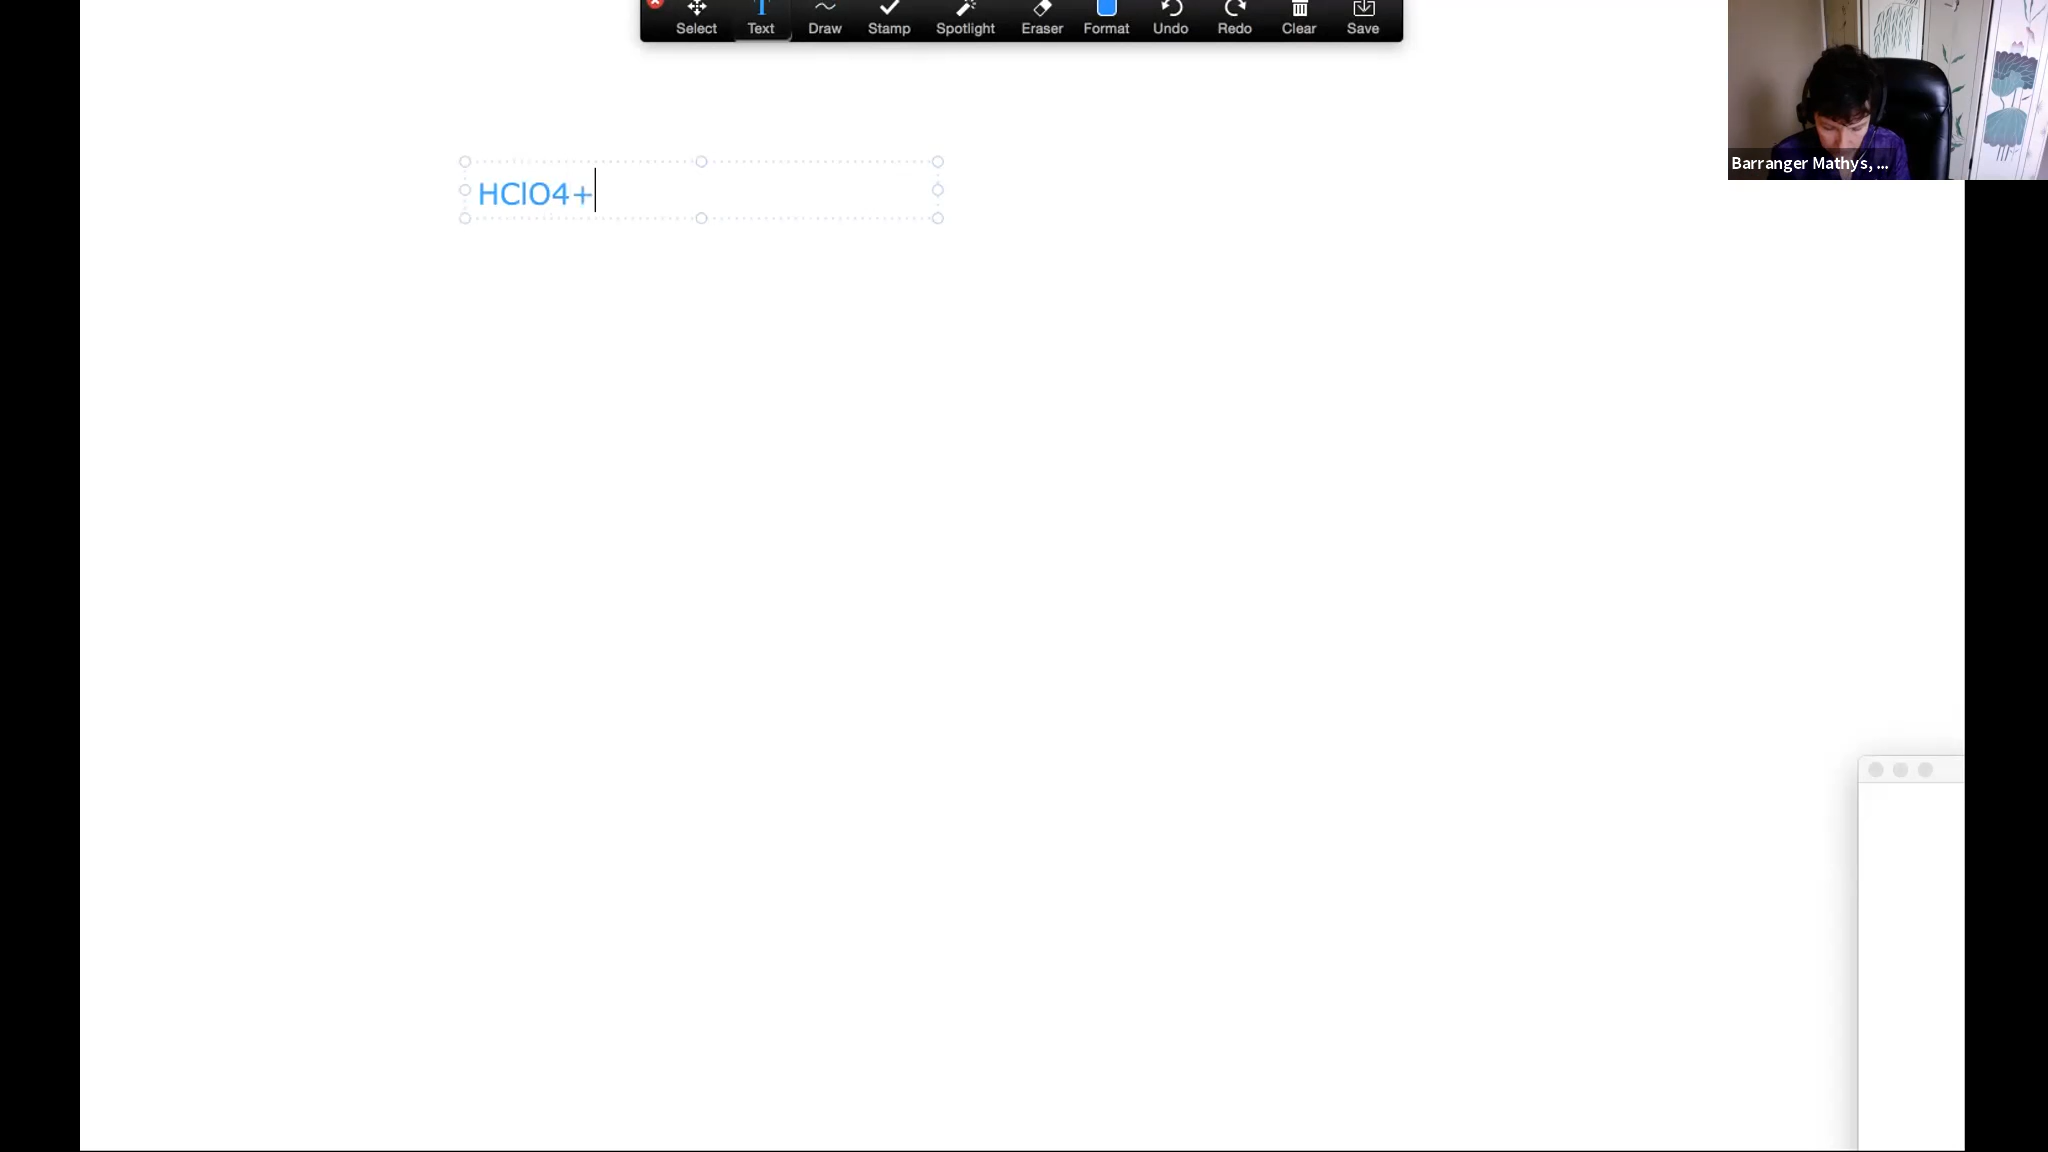 Select Text Draw Stamp Spotlight Eraser Format Undo Redo Clear Save
Barranger Mathys, ...
HClO4+